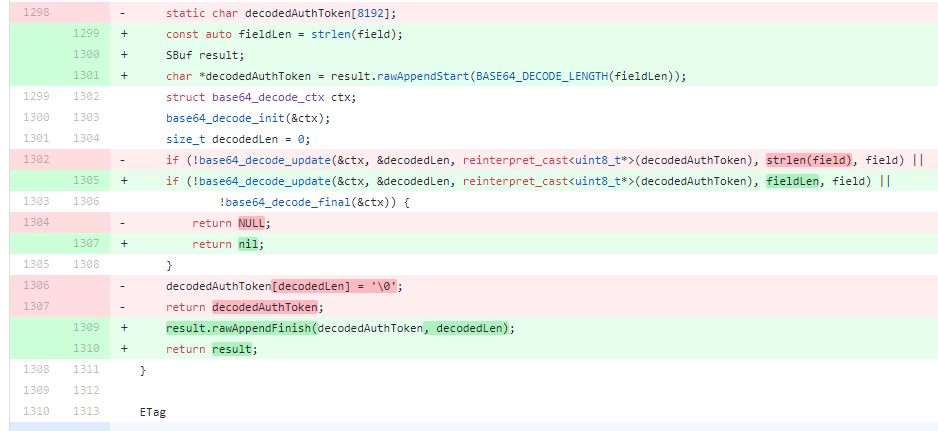 1298 - static char decodedAuthToken[8192];
1299 + const auto fieldLen = strlen(field);
1300 + SBuf result;
1301 + char *decodedAuthToken = result.rawAppendStart(BASE64_DECODE_LENGTH(fieldLen));
1299 1302 struct base64_decode_ctx ctx;
1300 1303 base64_decode_init(&ctx);
1301 1304 size_t decodedLen = 0;
1302 - if (!base64_decode_update(&ctx, &decodedLen, reinterpret_cast<uint8_t*>(decodedAuthToken), strlen(field), field) ||
1305 + if (!base64_decode_update(&ctx, &decodedLen, reinterpret_cast<uint8_t*>(decodedAuthToken), fieldLen, field) ||
1303 1306 !base64_decode_final(&ctx)) {
1304 - return NULL;
1307 + return nil;
1305 1308 }
1306 - decodedAuthToken[decodedLen] = '\0';
1307 - return decodedAuthToken;
1309 + result.rawAppendFinish(decodedAuthToken, decodedLen);
1310 + return result;
1308 1311 }
1309 1312
1310 1313 ETag